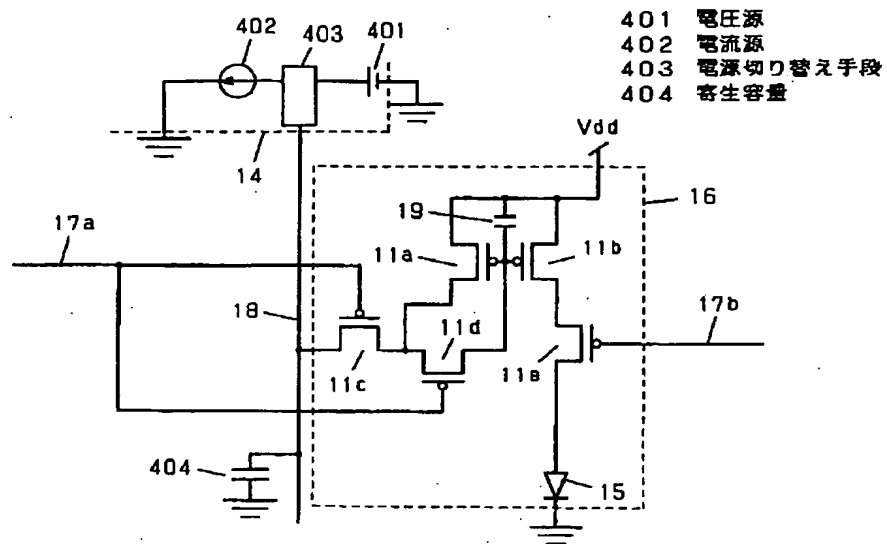 401 電圧源
402 電流源
403 電源切り替え手段
404 寄生容量
402
403
401
14
Vdd
16
19
17a
11a
11b
18
11d
17b
11c
11e
404
15